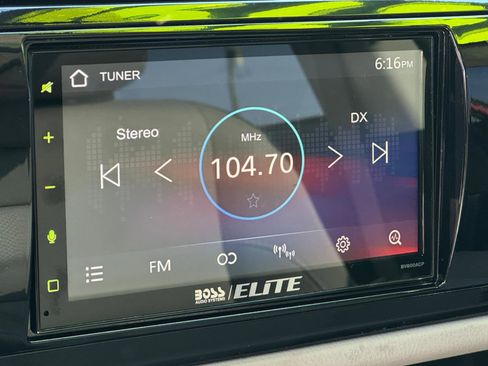 TUNER
6:16PM
Stereo
MHz
DX
104.70
FM
BOSS
AUDIO SYSTEMS
ELITE
BV800ACP